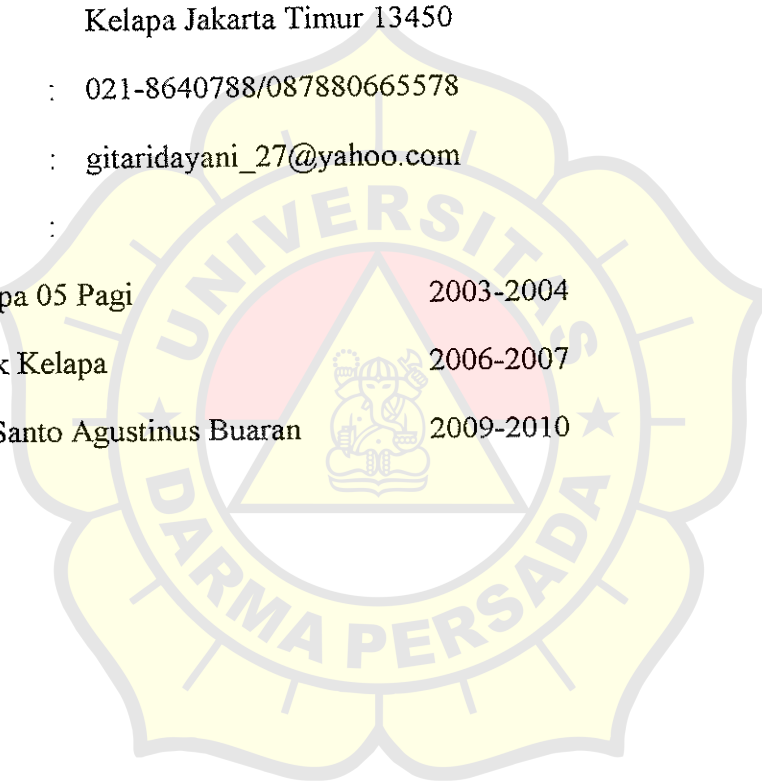 Kelapa Jakarta Timur 13450
: 021-8640788/087880665578
: gitaridayani_27@yahoo.com
:
pa 05 Pagi 2003-2004
k Kelapa 2006-2007
Santo Agustinus Buaran 2009-2010
UNIVERSITAS
DARMA PERSADA